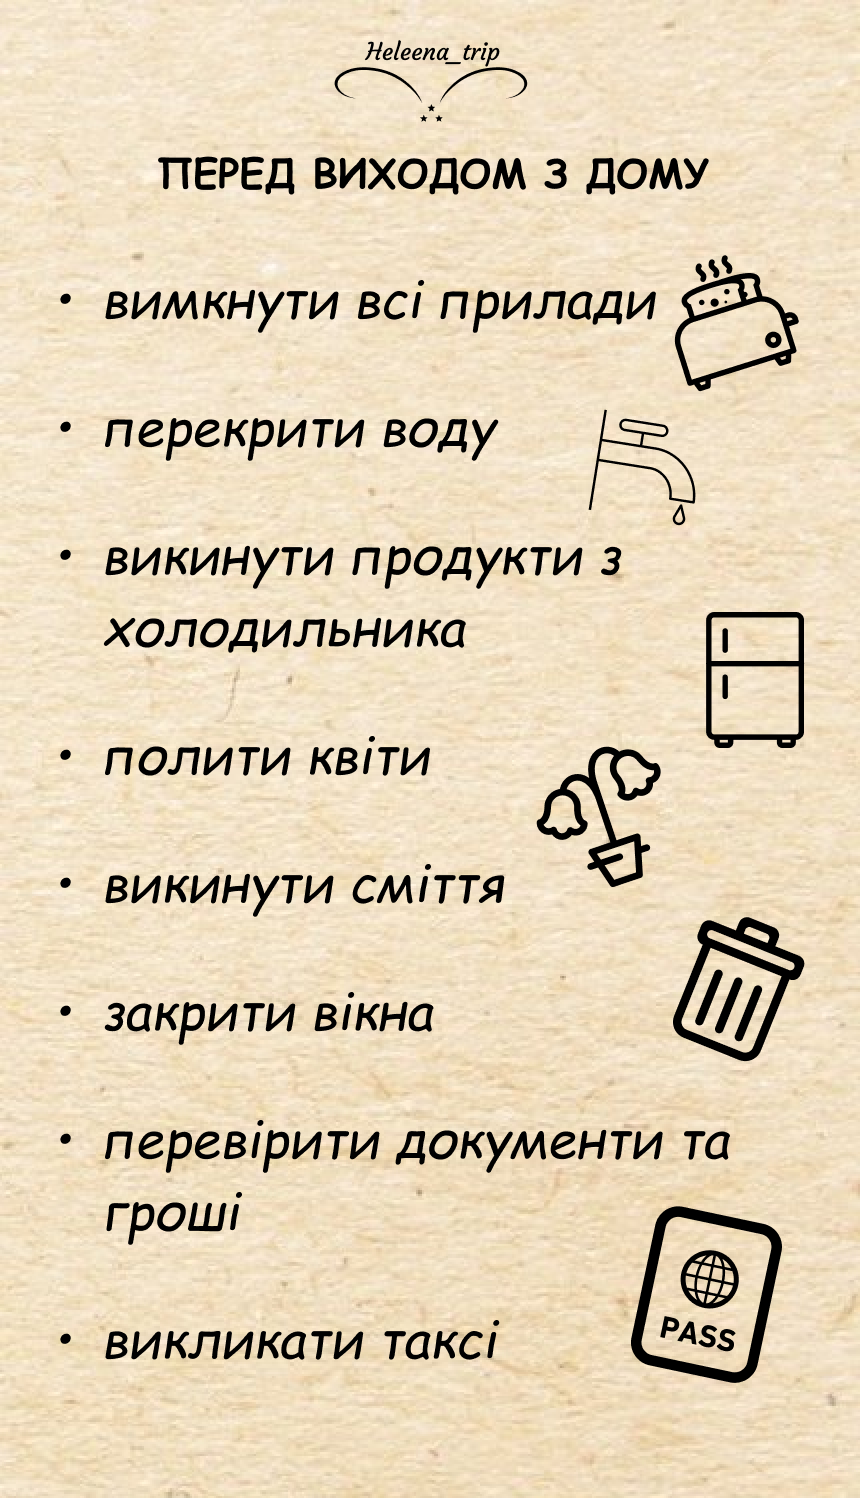 Heleena_trip
ПЕРЕД ВИХОДОМ З ДОМУ
• вимкнути всі прилади
• перекрити воду
• викинути продукти з
холодильника
• полити квіти
• викинути сміття
• закрити вікна
• перевірити документи та
гроші
PASS
• викликати таксі